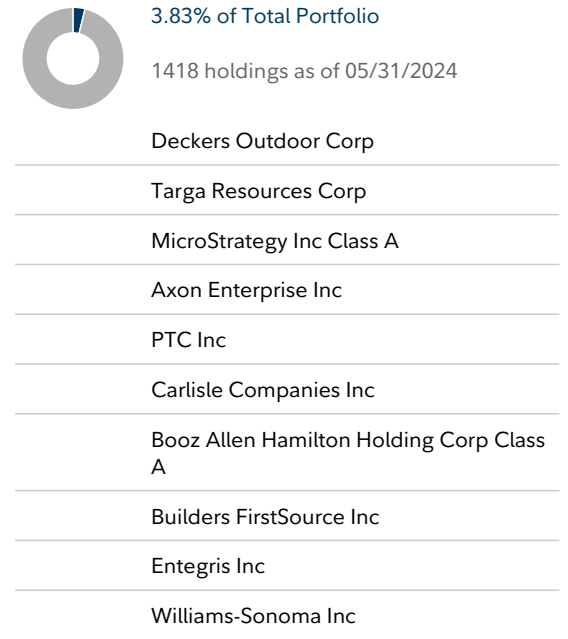 3.83% of Total Portfolio
1418 holdings as of 05/31/2024
Deckers Outdoor Corp
Targa Resources Corp
MicroStrategy Inc Class A
Axon Enterprise Inc
PTC Inc
Carlisle Companies Inc
Booz Allen Hamilton Holding Corp Class
A
Builders FirstSource Inc
Entegris Inc
Williams-Sonoma Inc